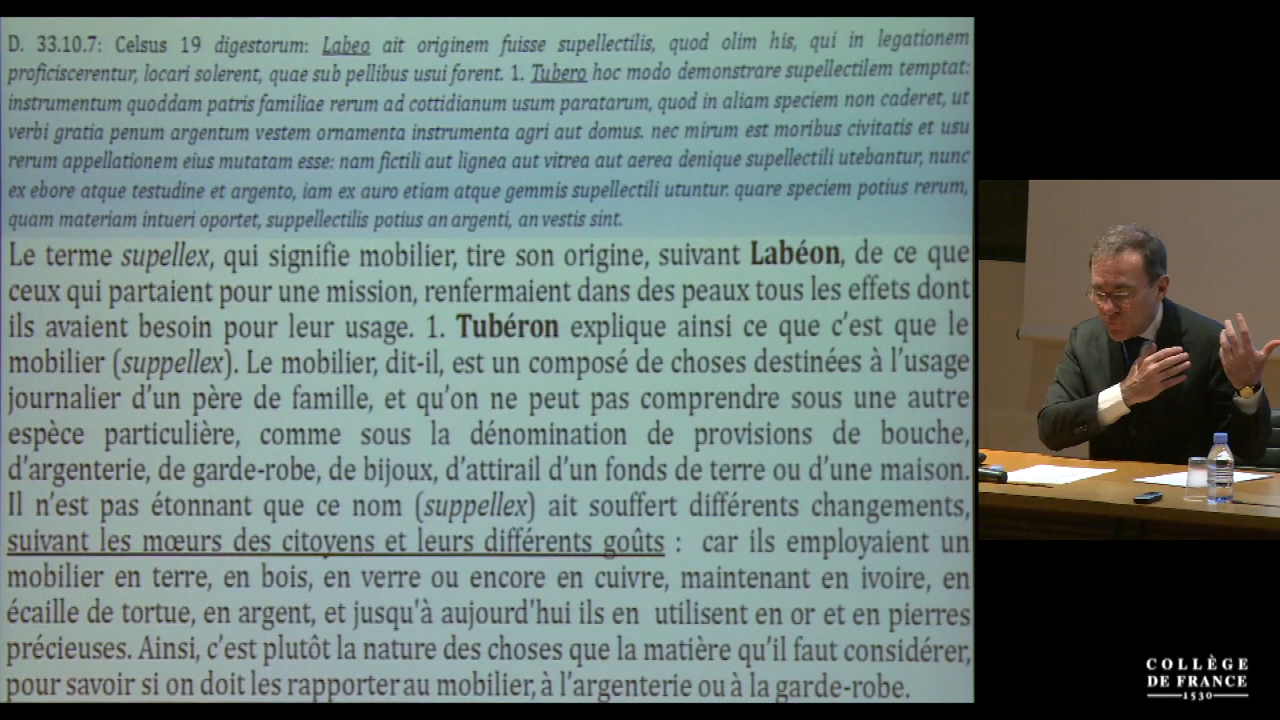 D. 33.10.7: Celsus 19 digestorum: Labeo ait originem fuisse supellectilis, quod olim his, qui in legationem
proficiscerentur, locari solerent, quae sub pellibus usui forent. 1. Tubero hoc modo demonstrare supellectilem temptat:
instrumentum quoddam patris familiae rerum ad cottidianum usum paratarum, quod in aliam speciem non caderet, ut
verbi gratia penum argentum vestem ornamenta instrumenta agri aut domus. nec mirum est moribus civitatis et usu
rerum appellationem eius mutatam esse: nam fictili aut lignea aut vitrea aut aerea denique supellectili utebantur, nunc
ex ebore atque testudine et argento, iam ex auro etiam atque gemmis supellectili utuntur. quare speciem potius rerum,
quam materiam intueri oportet, suppellectilis potius an argenti, an vestis sint.
Le terme supellex, qui signifie mobilier, tire son origine, suivant Labéon, de ce que
ceux qui partaient pour une mission, renfermaient dans des peaux tous les effets dont
ils avaient besoin pour leur usage. 1. Tubéron explique ainsi ce que c'est que le
mobilier (suppellex). Le mobilier, dit-il, est un composé de choses destinées à l'usage
journalier d'un père de famille, et qu'on ne peut pas comprendre sous une autre
espèce particulière, comme sous la dénomination de provisions de bouche,
d'argenterie, de garde-robe, de bijoux, d'attirail d'un fonds de terre ou d'une maison.
Il n'est pas étonnant que ce nom (suppellex) ait souffert différents changements,
suivant les mœurs des citoyens et leurs différents goûts : car ils employaient un
mobilier en terre, en bois, en verre ou encore en cuivre, maintenant en ivoire, en
écaille de tortue, en argent, et jusqu'à aujourd'hui ils en utilisent en or et en pierres
précieuses. Ainsi, c'est plutôt la nature des choses que la matière qu'il faut considérer,
pour savoir si on doit les rapporter au mobilier, à l'argenterie ou à la garde-robe.
COLLÈGE
DE FRANCE
1530